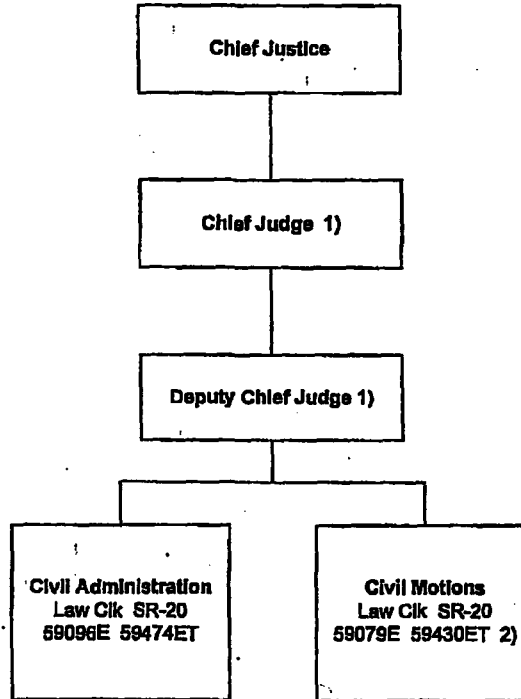 Chief Justice
Chief Judge 1)
Deputy Chief Judge 1)
Civil Administration
Law Clk SR-20
59096E 59474ET
Civil Motions
Law Clk SR-20
59079E 59430ET 2)